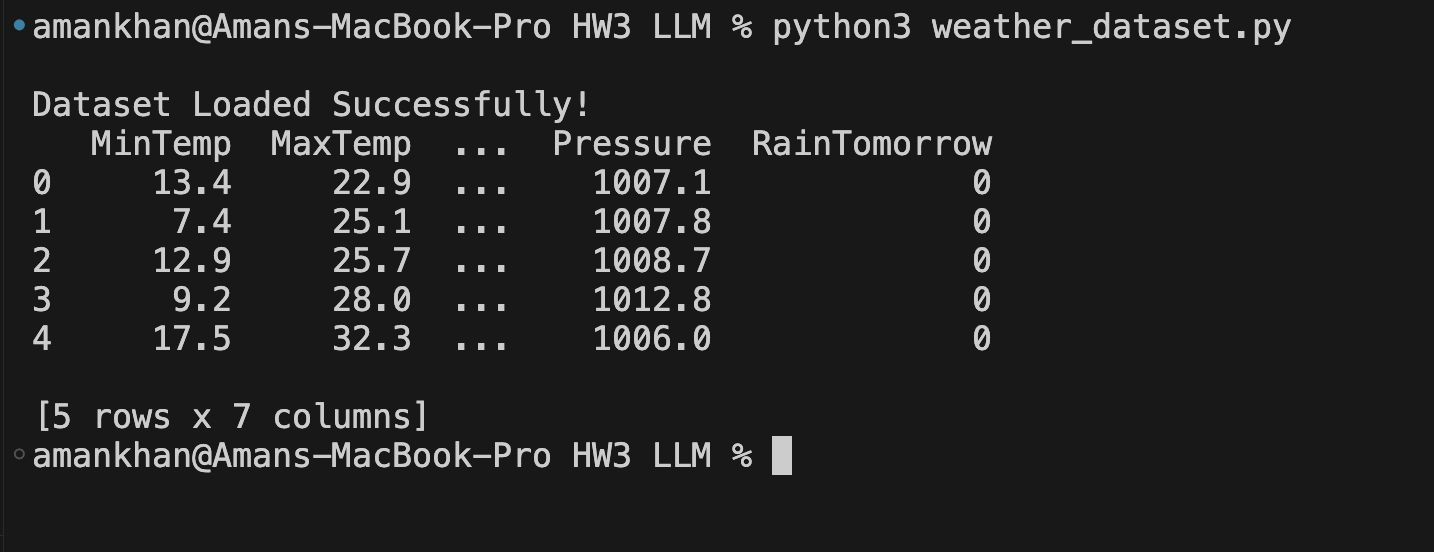 amankhan@Amans-MacBook-Pro HW3 LLM % python3 weather_dataset.py
Dataset Loaded Successfully!
   MinTemp  MaxTemp  ...  Pressure  RainTomorrow
0     13.4     22.9  ...    1007.1             0
1      7.4     25.1  ...    1007.8             0
2     12.9     25.7  ...    1008.7             0
3      9.2     28.0  ...    1012.8             0
4     17.5     32.3  ...    1006.0             0
[5 rows x 7 columns]
amankhan@Amans-MacBook-Pro HW3 LLM %